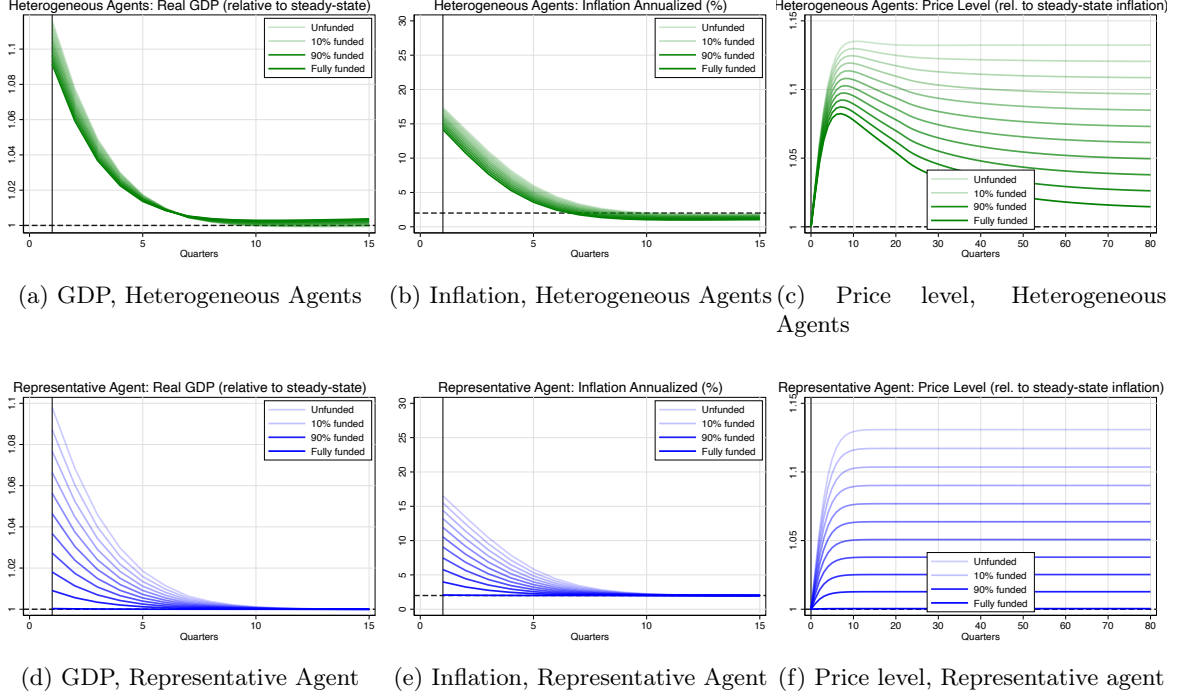 Heterogeneous Agents: Real GDP (relative to steady-state)
1.1
1.08
1.06
1.04
1.02
1
Unfunded
10% funded
90% funded
Fully funded
0 5 10 15
Quarters
Heterogeneous Agents: Inflation Annualized (%)
30
25
20
15
10
5
0
Unfunded
10% funded
90% funded
Fully funded
0 5 10 15
Quarters
Heterogeneous Agents: Price Level (rel. to steady-state inflation)
1.15
1.1
1.05
1
Unfunded
10% funded
90% funded
Fully funded
0 10 20 30 40 50 60 70 80
Quarters
(a) GDP, Heterogeneous Agents
(b) Inflation, Heterogeneous Agents
(c) Price level, Heterogeneous
Agents
Representative Agent: Real GDP (relative to steady-state)
1.1
1.08
1.06
1.04
1.02
1
Unfunded
10% funded
90% funded
Fully funded
0 5 10 15
Quarters
Representative Agent: Inflation Annualized (%)
30
25
20
15
10
5
0
Unfunded
10% funded
90% funded
Fully funded
0 5 10 15
Quarters
Representative Agent: Price Level (rel. to steady-state inflation)
1.15
1.1
1.05
1
Unfunded
10% funded
90% funded
Fully funded
0 10 20 30 40 50 60 70 80
Quarters
(d) GDP, Representative Agent
(e) Inflation, Representative Agent
(f) Price level, Representative agent